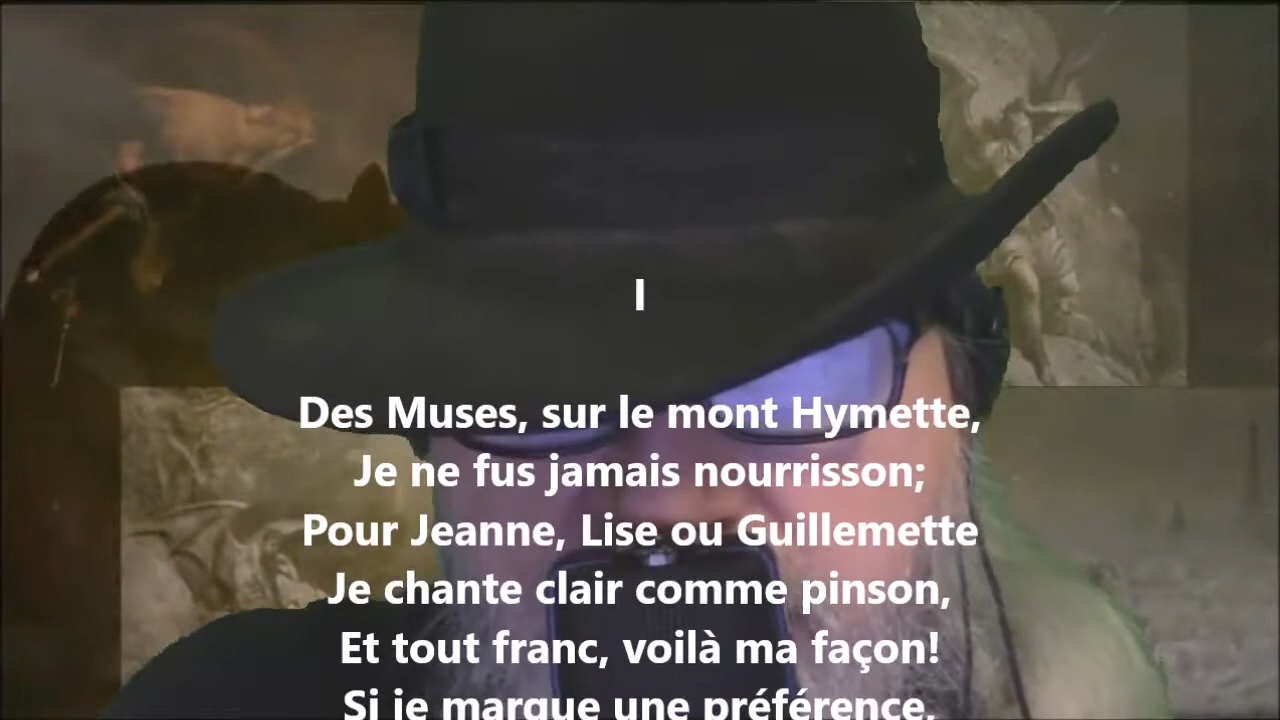 I
Des Muses, sur le mont Hymette,
Je ne fus jamais nourrisson;
Pour Jeanne, Lise ou Guillemette
Je chante clair comme pinson,
Et tout franc, voilà ma façon!
Si je marque une préférence,